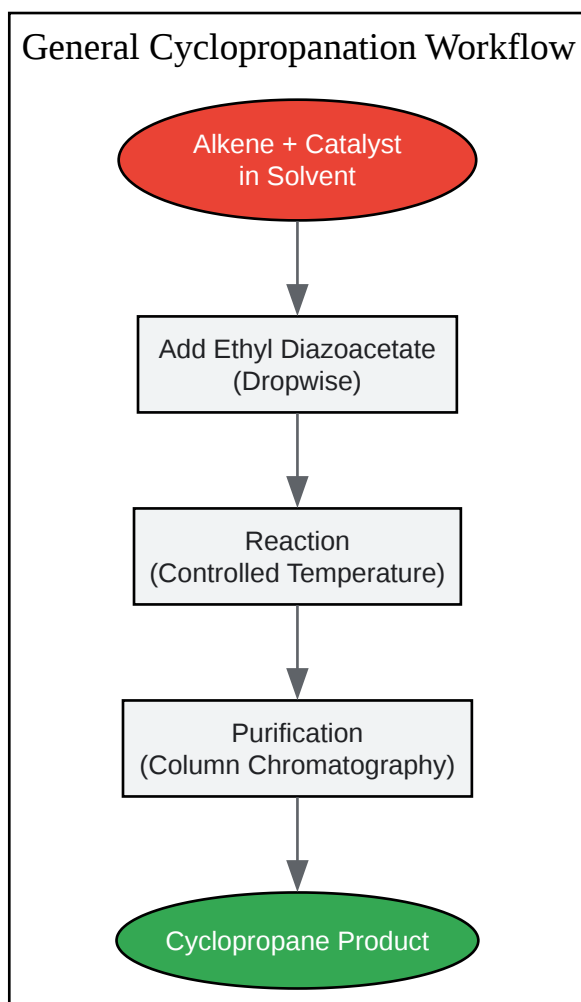 General Cyclopropanation Workflow
Alkene + Catalyst
in Solvent
Add Ethyl Diazoacetate
(Dropwise)
Reaction
(Controlled Temperature)
Purification
(Column Chromatography)
Cyclopropane Product